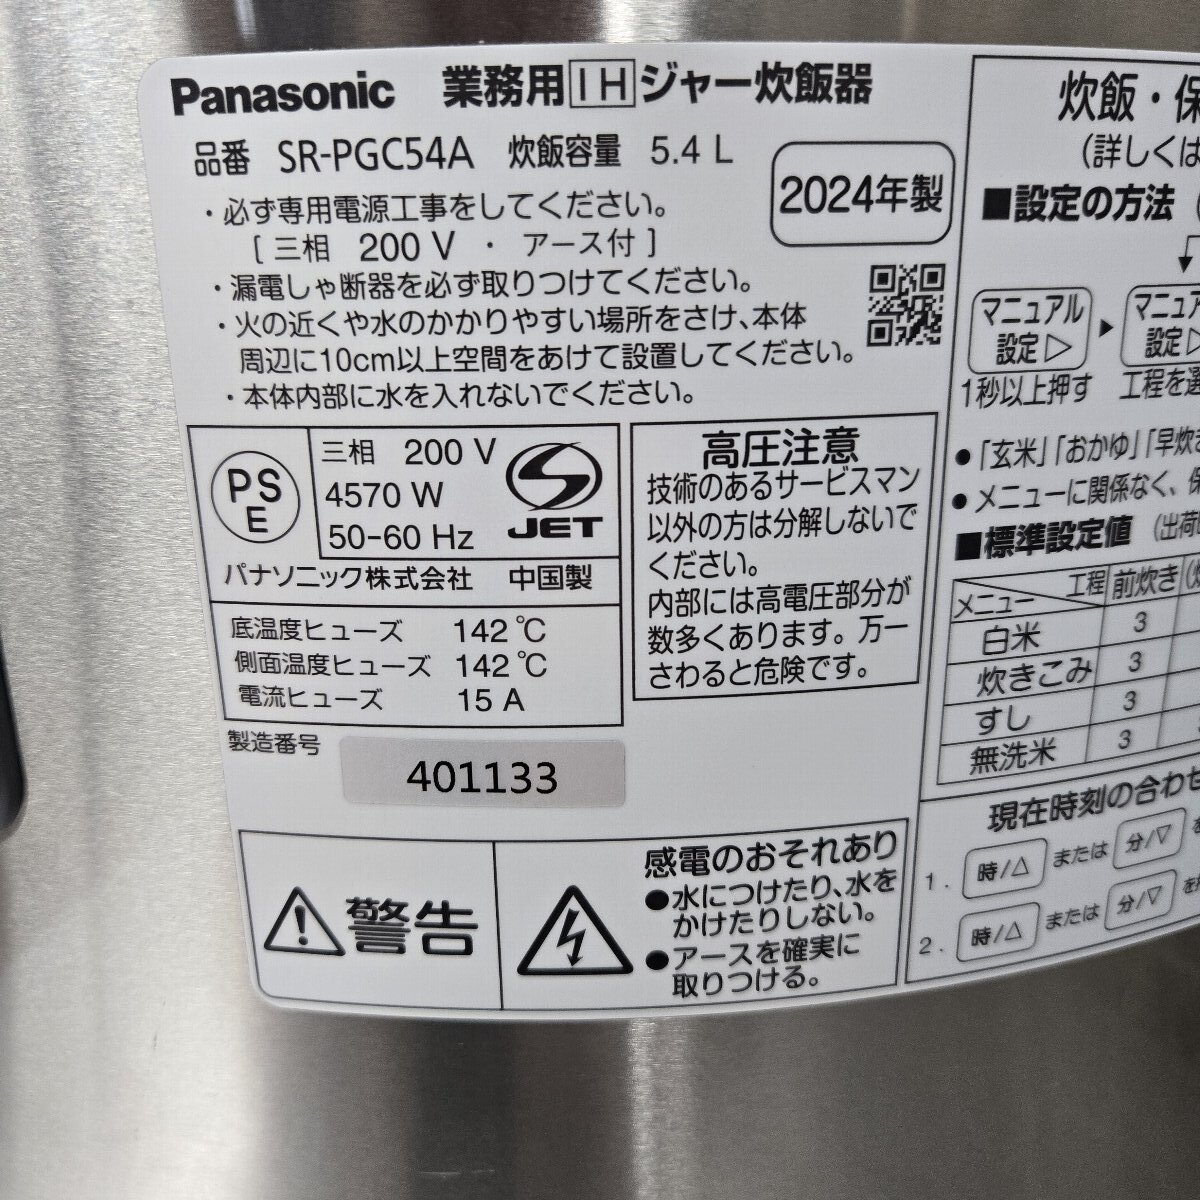 Panasonic 業務用IHジャー炊飯器
品番 SR-PGC54A 炊飯容量 5.4 L
2024年製
・必ず専用電源工事をしてください。
[三相 200 V ・ アース付]
・漏電しゃ断器を必ず取りつけてください。
・火の近くや水のかかりやすい場所をさけ、本体
周辺に10cm以上空間をあけて設置してください。
・本体内部に水を入れないでください。
PS
E
三相 200 V
4570 W
50-60 Hz
JET
パナソニック株式会社 中国製
底温度ヒューズ 142℃
側面温度ヒューズ 142℃
電流ヒューズ 15 A
製造番号 401133
高圧注意
技術のあるサービスマン
以外の方は分解しないで
ください。
内部には高電圧部分が
数多くあります。万一
さわると危険です。
警告
感電のおそれあり
●水につけたり、水を
かけたりしない。
●アースを確実に
取りつける。
炊飯・保
(詳しくは
■設定の方法
マニュアル
設定▷
▶
マニュア
設定▷
1秒以上押す 工程を選
●「玄米」「おかゆ」「早炊き
●メニューに関係なく、保
■標準設定値 (出荷
メニュー 工程 前炊き
白米 3
炊きこみ 3
すし 3
無洗米 3
現在時刻の合わせ
1. 時/△ または 分/▽ を
2. 時/△ または 分/▽